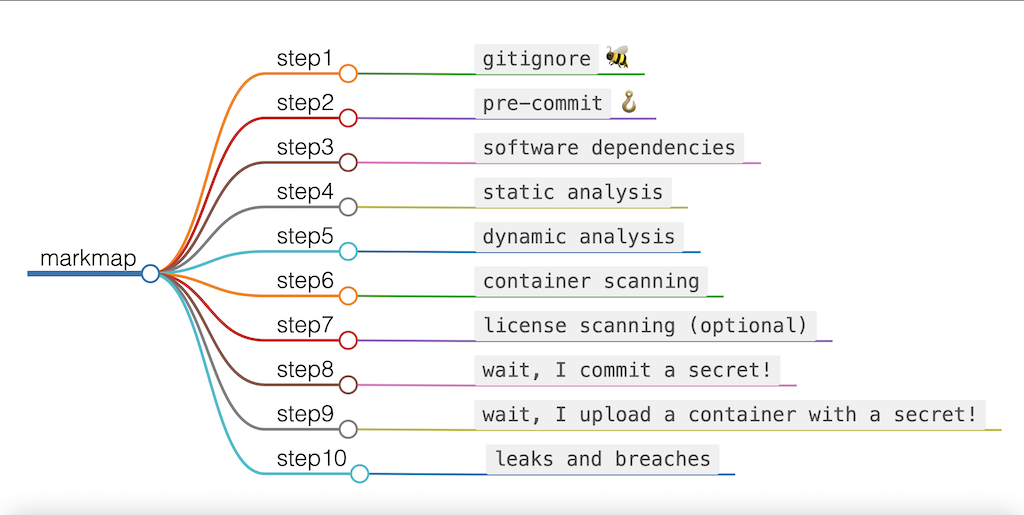 step1 gitignore 🐝
step2 pre-commit 🪝
step3 software dependencies
step4 static analysis
step5 dynamic analysis
markmap
step6 container scanning
step7 license scanning (optional)
step8 wait, I commit a secret!
step9 wait, I upload a container with a secret!
step10 leaks and breaches